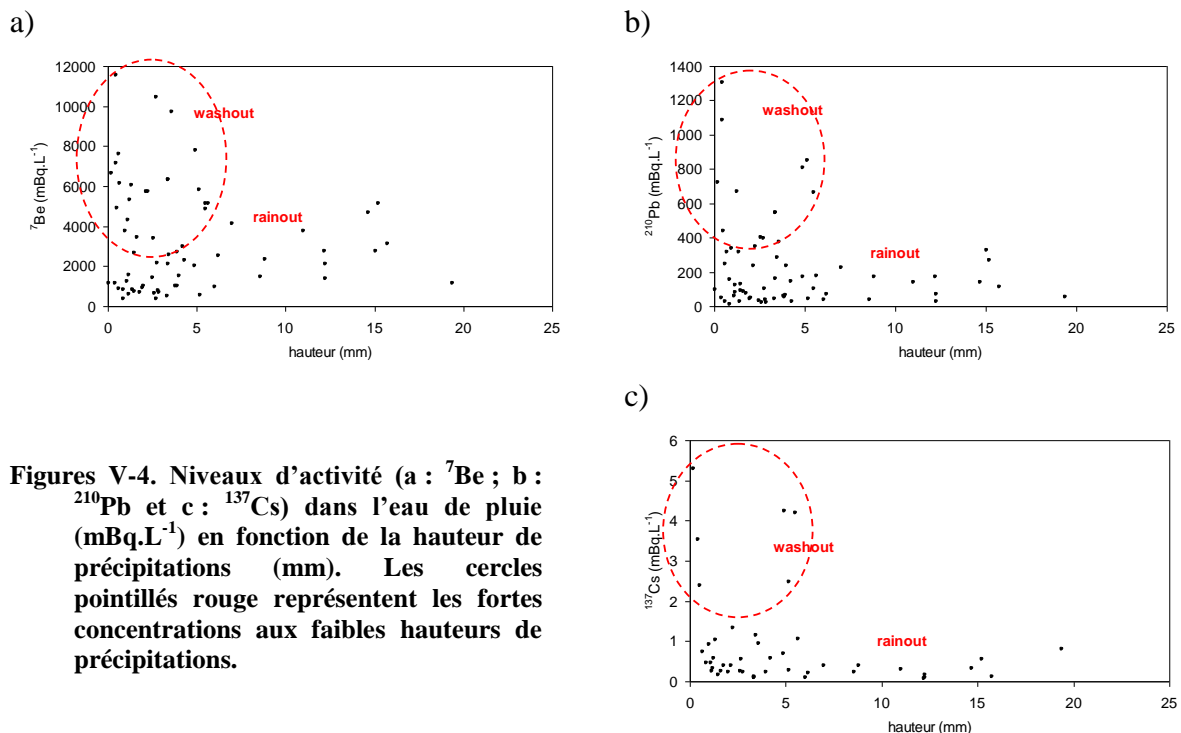 a)
12000
10000
8000
6000
4000
2000
0
⁷Be (mBq.L⁻¹)
washout
rainout
0 5 10 15 20 25
hauteur (mm)
b)
1400
1200
1000
800
600
400
200
0
²¹⁰Pb (mBq.L⁻¹)
washout
rainout
0 5 10 15 20 25
hauteur (mm)
c)
6
5
4
3
2
1
0
¹³⁷Cs (mBq.L⁻¹)
washout
rainout
0 5 10 15 20 25
hauteur (mm)
Figures V-4. Niveaux d’activité (a : ⁷Be ; b :
²¹⁰Pb et c : ¹³⁷Cs) dans l’eau de pluie
(mBq.L⁻¹) en fonction de la hauteur de
précipitations (mm). Les cercles
pointillés rouge représentent les fortes
concentrations aux faibles hauteurs de
précipitations.